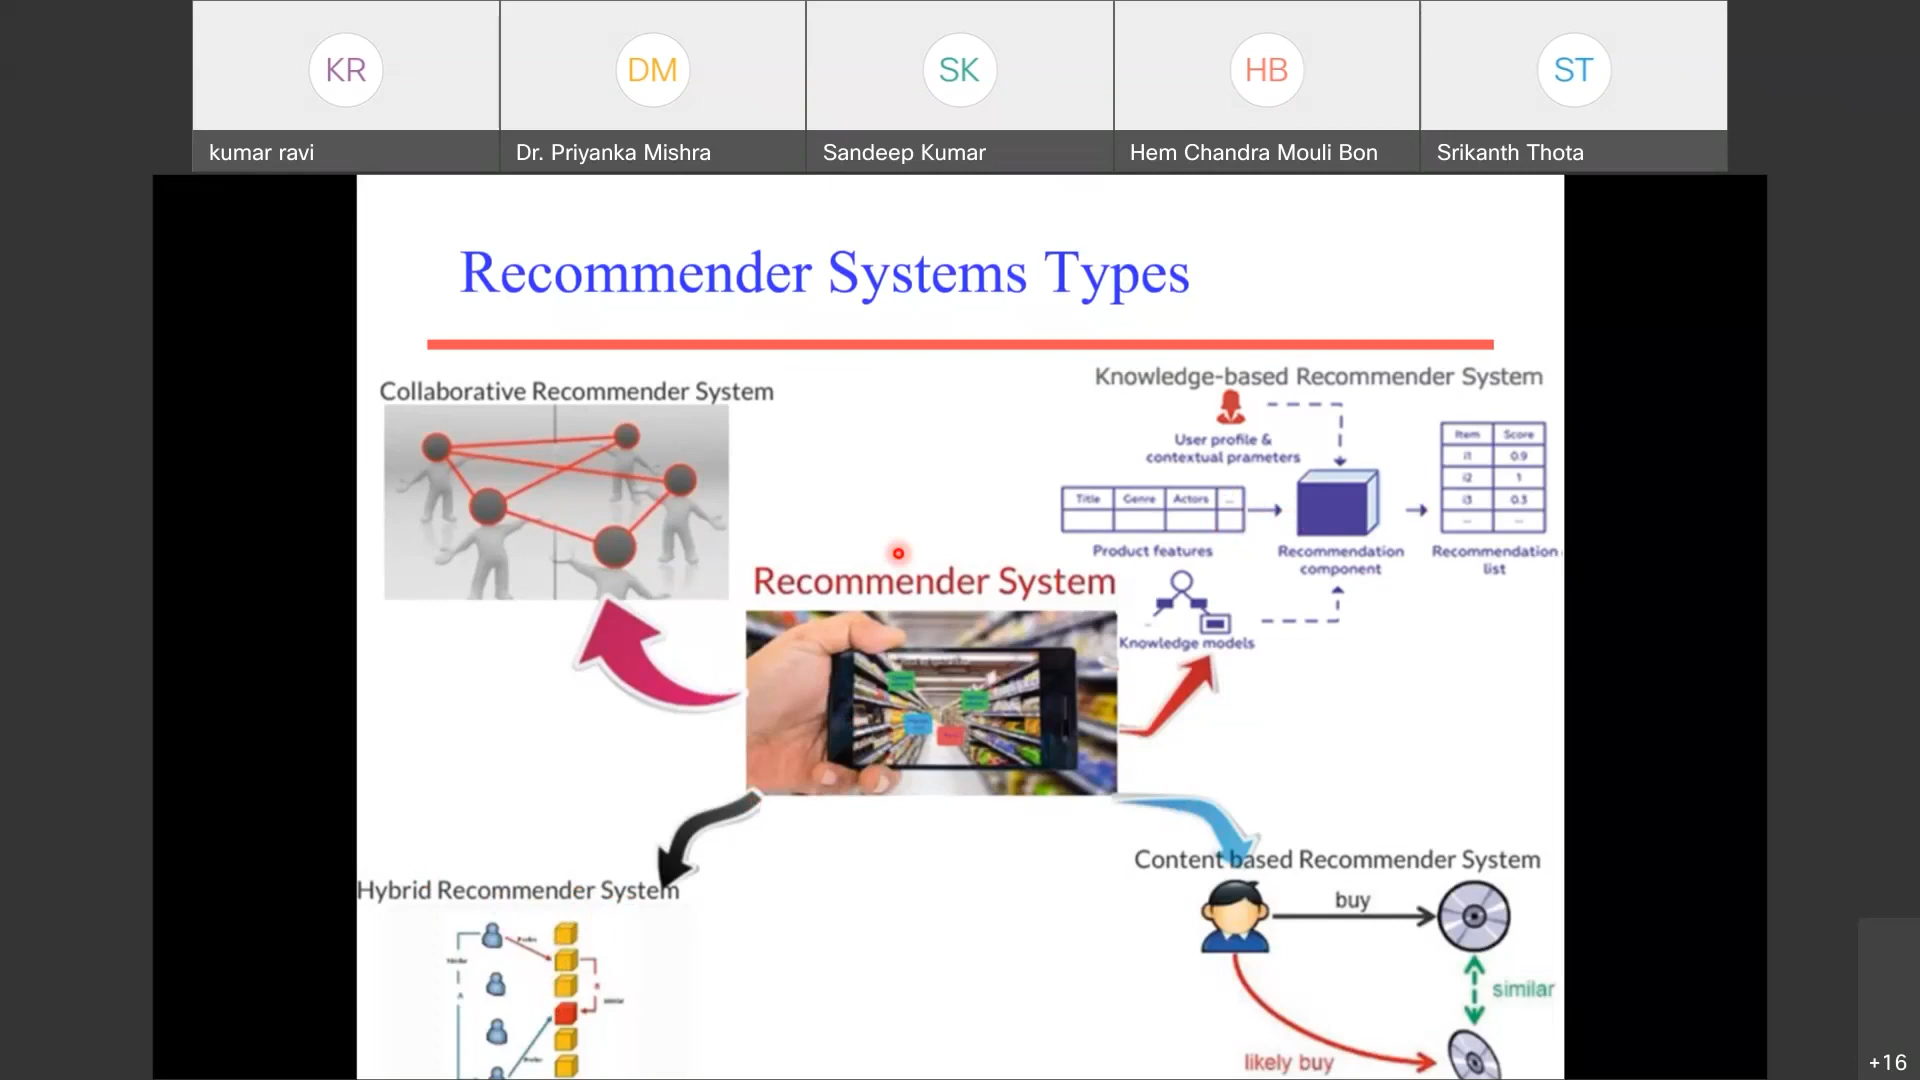 KR
DM
SK
HB
ST
kumar ravi
Dr. Priyanka Mishra
Sandeep Kumar
Hem Chandra Mouli Bon
Srikanth Thota
Recommender Systems Types
Collaborative Recommender System
Knowledge-based Recommender System
User profile &
contextual prameters
Title Genre Actors ...
Product features
Recommendation
component
Item Score
i1 0.9
i2 1
i3 0.3
... ...
Recommendation
list
Knowledge models
Recommender System
Hybrid Recommender System
Content based Recommender System
buy
similar
likely buy
+16